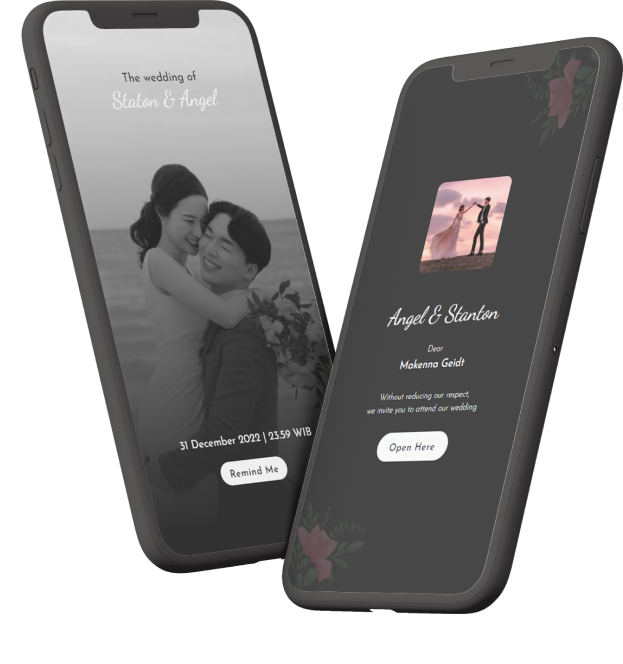 The wedding of
Staton & Angel
31 December 2022 | 23.59 WIB
Remind Me
Angel & Stanton
Dear
Makenna Geidt
Without reducing our respect,
we invite you to attend our wedding
Open Here